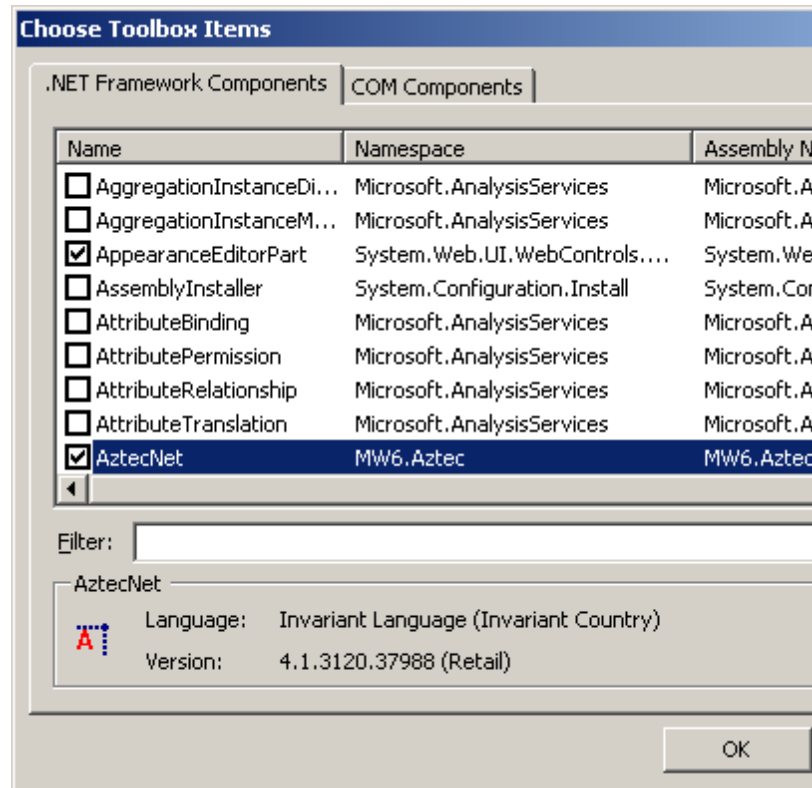 Choose Toolbox Items
.NET Framework Components COM Components
Name Namespace Assembly N
AggregationInstanceDi... Microsoft.AnalysisServices Microsoft.A
AggregationInstanceM... Microsoft.AnalysisServices Microsoft.A
AppearanceEditorPart System.Web.UI.WebControls.... System.We
AssemblyInstaller System.Configuration.Install System.Con
AttributeBinding Microsoft.AnalysisServices Microsoft.A
AttributePermission Microsoft.AnalysisServices Microsoft.A
AttributeRelationship Microsoft.AnalysisServices Microsoft.A
AttributeTranslation Microsoft.AnalysisServices Microsoft.A
AztecNet MW6.Aztec MW6.Aztec
Filter:
AztecNet
Language: Invariant Language (Invariant Country)
A
Version: 4.1.3120.37988 (Retail)
OK